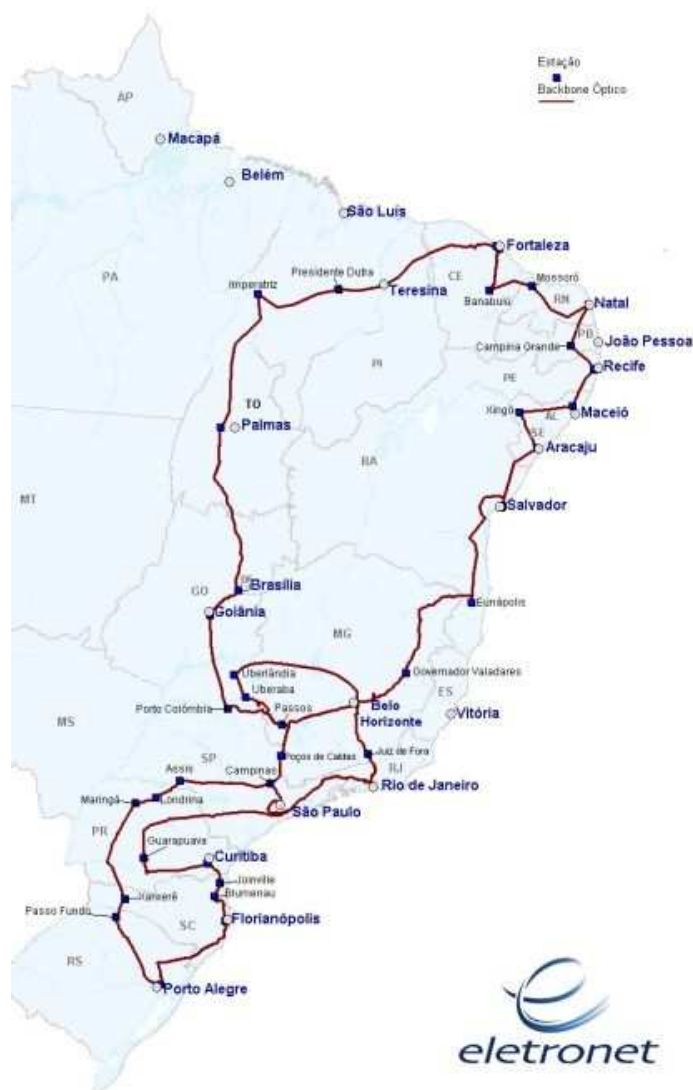 Estação
Backbone Óptico
AP
Macapá
Belém
São Luís
Fortaleza
PA
Presidente Dutra
CE
Mossoró
Imperatriz
Teresina
Banabuiú
RN
Natal
PB
João Pessoa
Campina Grande
PI
Recife
PE
TO
Xingó
AL
Maceió
Palmas
SE
Aracaju
BA
MT
Salvador
Brasília
GO
Eunápolis
Goiânia
MG
Uberlândia
Governador Valadares
Uberaba
ES
Porto Colômbia
Passos
Belo
Horizonte
Vitória
MS
SP
Poços de Caldas
Juiz de Fora
Assis
Campinas
RJ
Rio de Janeiro
Maringá
Londrina
São Paulo
PR
Guarapuava
Curitiba
Joinville
Xanxerê
Blumenau
Passo Fundo
SC
Florianópolis
RS
Porto Alegre
eletronet